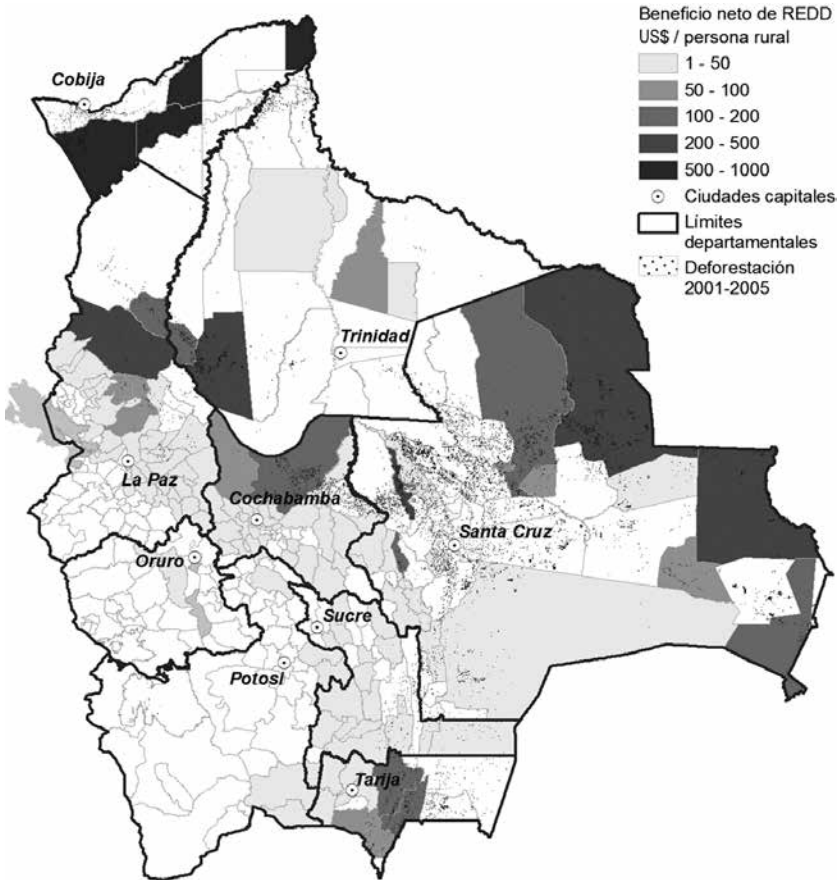 Beneficio neto de REDD
US$ / persona rural
1 - 50
50 - 100
100 - 200
200 - 500
500 - 1000
Ciudades capitales
Límites
departamentales
Deforestación
2001-2005
Cobija
Trinidad
La Paz
Cochabamba
Santa Cruz
Oruro
Sucre
Potosí
Tarija